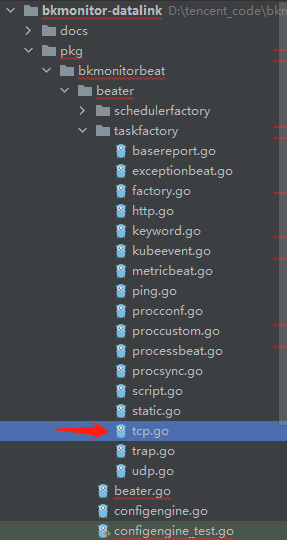 bkmonitor-datalink D:\tencent_code\bkm
docs
pkg
bkmonitorbeat
beater
schedulerfactory
taskfactory
basereport.go
exceptionbeat.go
factory.go
http.go
keyword.go
kubeevent.go
metricbeat.go
ping.go
procconf.go
proccustom.go
processbeat.go
procsync.go
script.go
static.go
tcp.go
trap.go
udp.go
beater.go
configengine.go
configengine_test.go